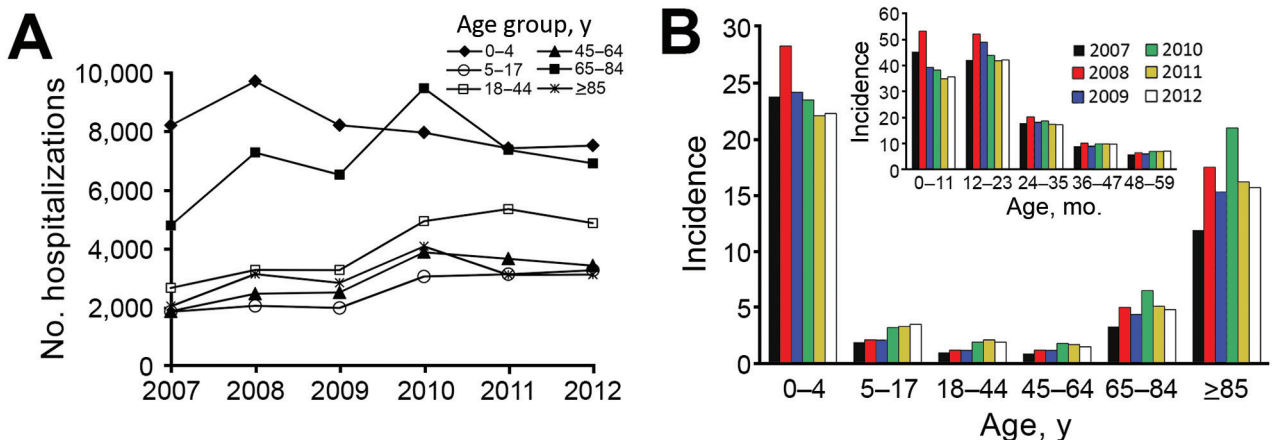 A
Age group, y
0–4
45–64
5–17
65–84
18–44
≥85
No. hospitalizations
10,000
8,000
6,000
4,000
2,000
0
2007 2008 2009 2010 2011 2012
B
Incidence
30
25
20
15
10
5
0
0–4 5–17 18–44 45–64 65–84 ≥85
Age, y
Incidence
60
50
40
30
20
10
0
0–11 12–23 24–35 36–47 48–59
Age, mo.
2007
2010
2008
2011
2009
2012